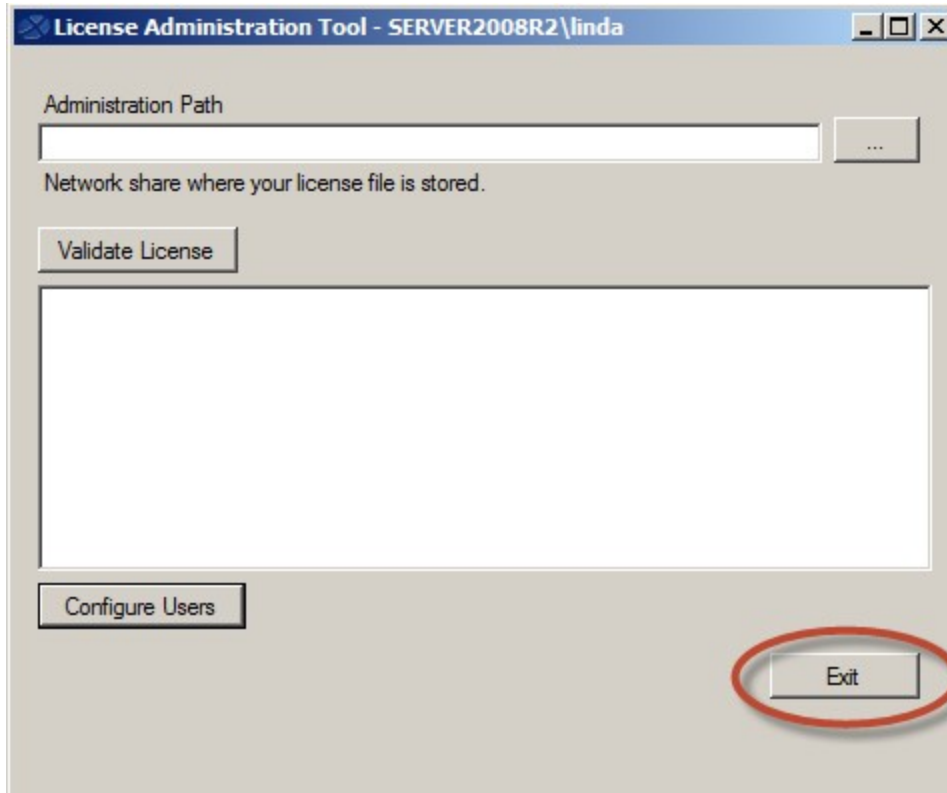 License Administration Tool - SERVER2008R2\linda
Administration Path
...
Network share where your license file is stored.
Validate License
Configure Users
Exit